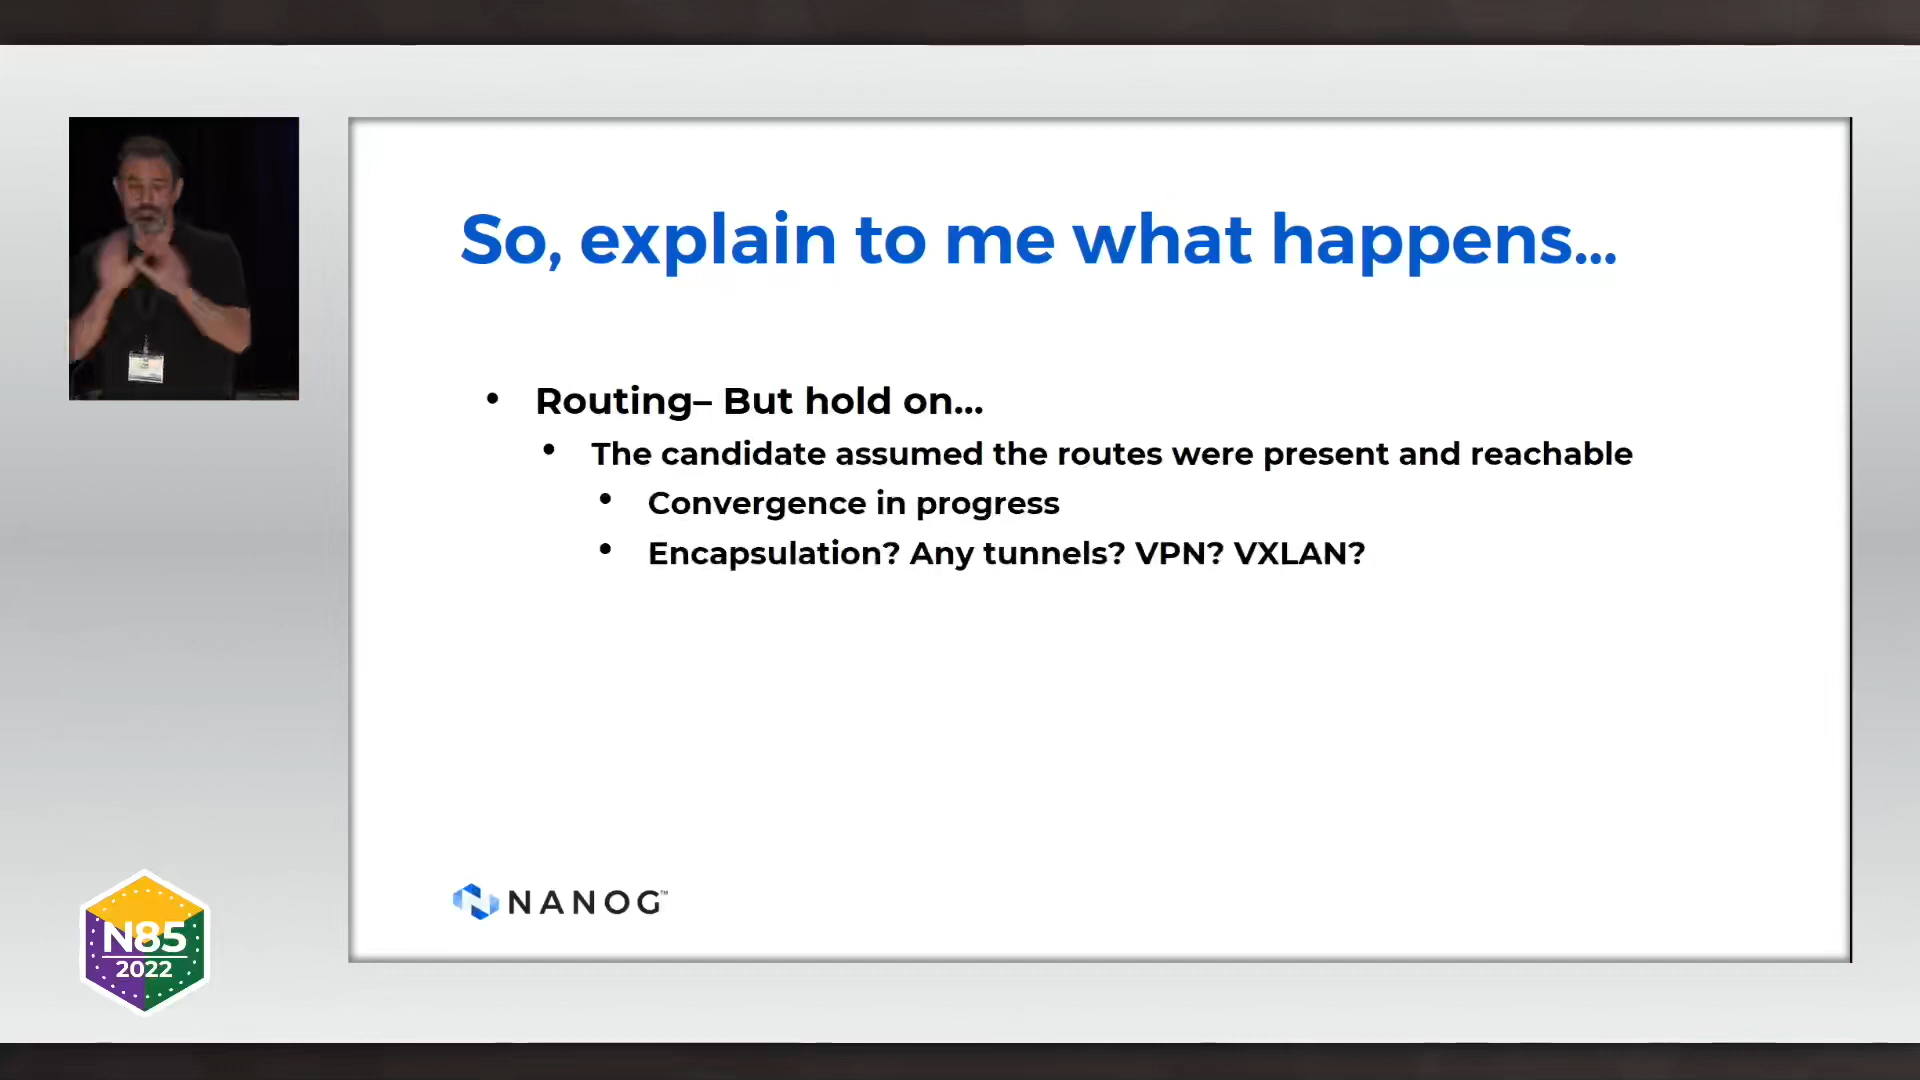 So, explain to me what happens...
• Routing– But hold on...
• The candidate assumed the routes were present and reachable
• Convergence in progress
• Encapsulation? Any tunnels? VPN? VXLAN?
NANOG™
N85
2022